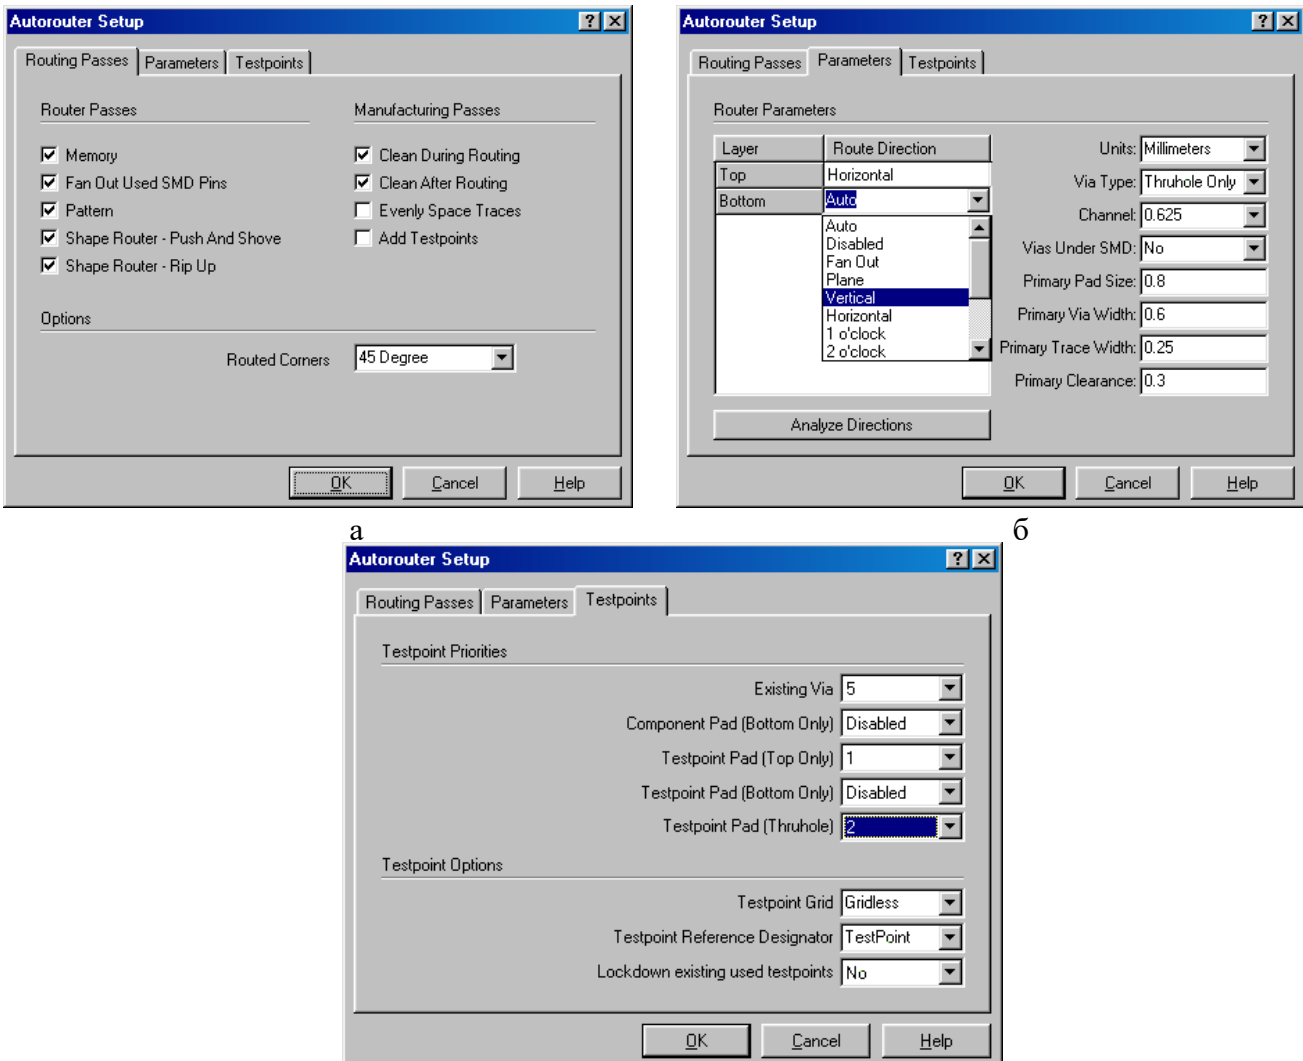 Autorouter Setup
Routing Passes Parameters Testpoints
Router Passes Manufacturing Passes
Memory Clean During Routing
Fan Out Used SMD Pins Clean After Routing
Pattern Evenly Space Traces
Shape Router - Push And Shove Add Testpoints
Shape Router - Rip Up
Options
Routed Corners 45 Degree
OK Cancel Help
а
Autorouter Setup
Routing Passes Parameters Testpoints
Router Parameters
Layer Route Direction
Top Horizontal
Bottom Auto
Auto
Disabled
Fan Out
Plane
Vertical
Horizontal
1 o'clock
2 o'clock
Analyze Directions
Units: Millimeters
Via Type: Thruhole Only
Channel: 0.625
Vias Under SMD: No
Primary Pad Size: 0.8
Primary Via Width: 0.6
Primary Trace Width: 0.25
Primary Clearance: 0.3
OK Cancel Help
б
Autorouter Setup
Routing Passes Parameters Testpoints
Testpoint Priorities
Existing Via 5
Component Pad (Bottom Only) Disabled
Testpoint Pad (Top Only) 1
Testpoint Pad (Bottom Only) Disabled
Testpoint Pad (Thruhole) 2
Testpoint Options
Testpoint Grid Gridless
Testpoint Reference Designator TestPoint
Lockdown existing used testpoints No
OK Cancel Help